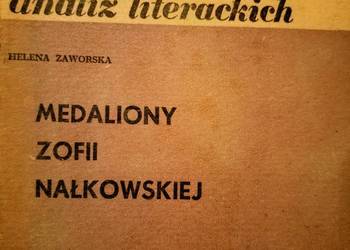 analiz literackich
HELENA ZAWORSKA
MEDALIONY
ZOFII
NAŁKOWSKIEJ